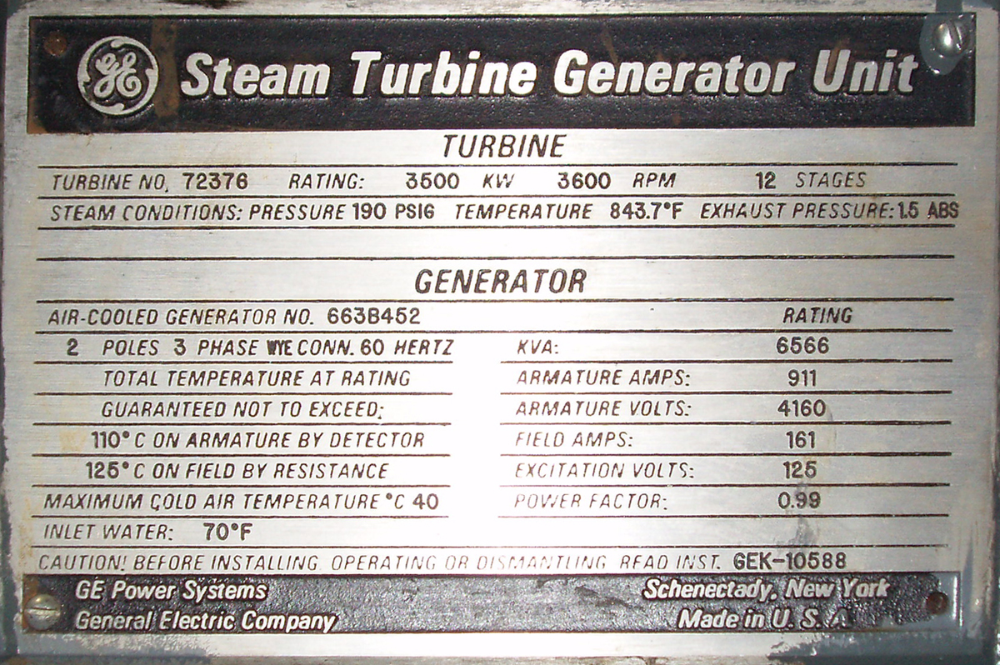 GE Steam Turbine Generator Unit
TURBINE
TURBINE NO. 72376 RATING: 3500 KW 3600 RPM 12 STAGES
STEAM CONDITIONS: PRESSURE 190 PSIG TEMPERATURE 843.7°F EXHAUST PRESSURE: 1.5 ABS
GENERATOR
AIR-COOLED GENERATOR NO. 663B452 RATING
2 POLES 3 PHASE WYE CONN. 60 HERTZ KVA: 6566
TOTAL TEMPERATURE AT RATING ARMATURE AMPS: 911
GUARANTEED NOT TO EXCEED: ARMATURE VOLTS: 4160
110°C ON ARMATURE BY DETECTOR FIELD AMPS: 161
125°C ON FIELD BY RESISTANCE EXCITATION VOLTS: 125
MAXIMUM COLD AIR TEMPERATURE °C 40 POWER FACTOR: 0.99
INLET WATER: 70°F
CAUTION! BEFORE INSTALLING, OPERATING OR DISMANTLING READ INST. GEK-10588
GE Power Systems Schenectady, New York
General Electric Company Made in U. S. A.